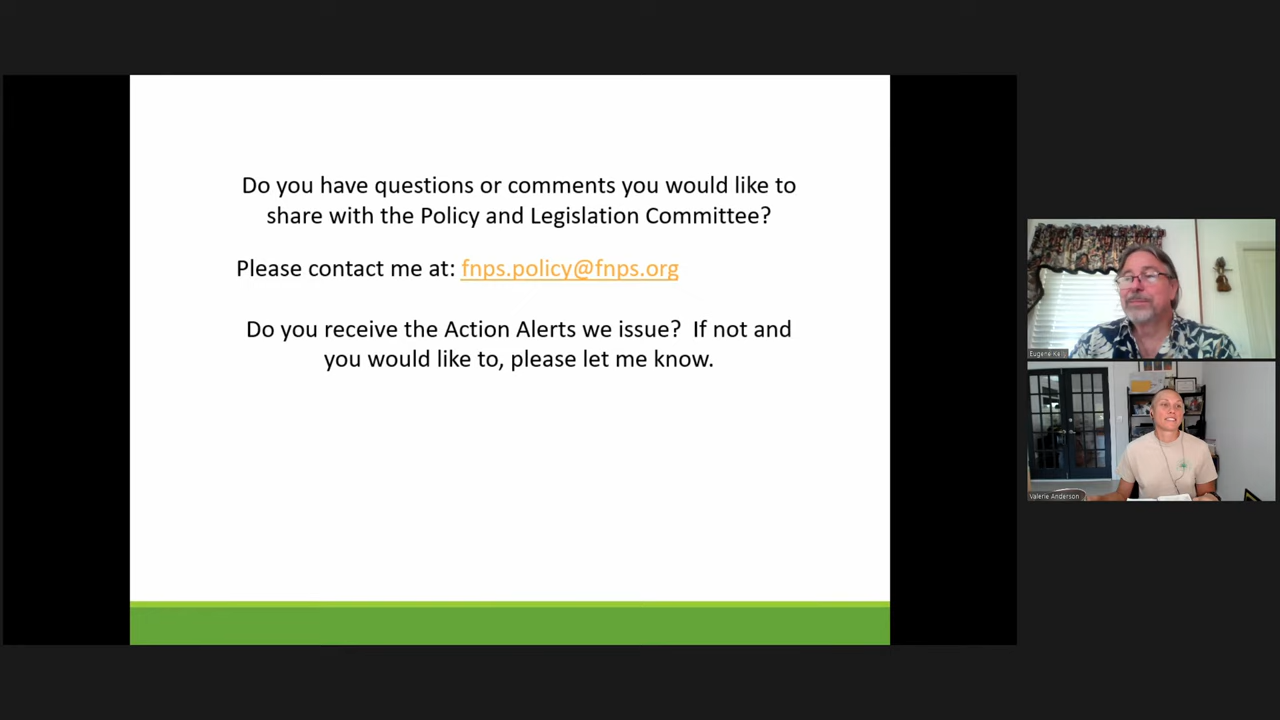 Do you have questions or comments you would like to
share with the Policy and Legislation Committee?
Please contact me at: fnps.policy@fnps.org
Do you receive the Action Alerts we issue?  If not and
you would like to, please let me know.
Eugene Kelly
Valerie Anderson